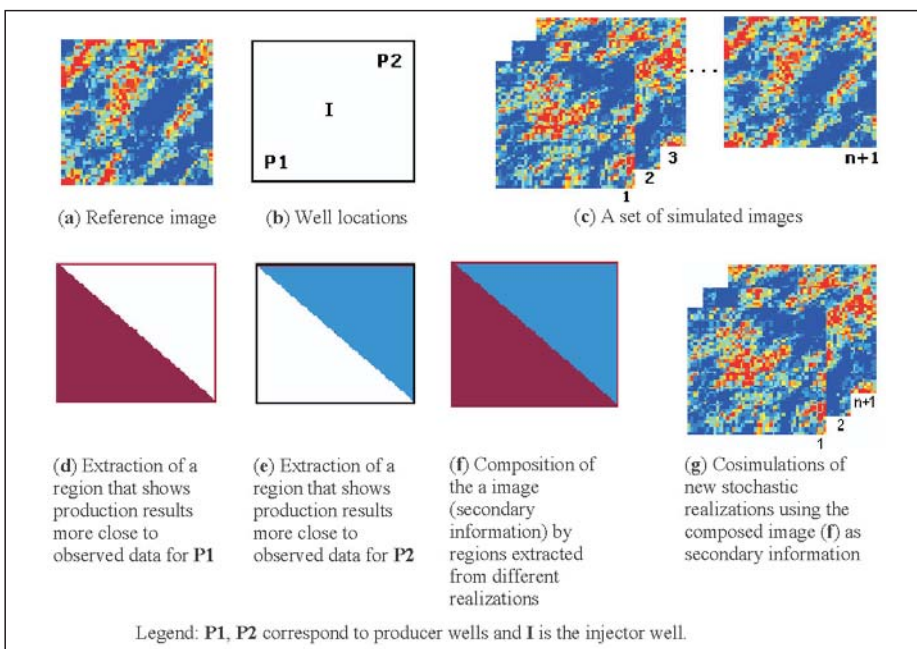 P2
I
P1
1
2
3
. . .
n+1
(a) Reference image
(b) Well locations
(c) A set of simulated images
(d) Extraction of a
region that shows
production results
more close to
observed data for P1
(e) Extraction of a
region that shows
production results
more close to
observed data for P2
(f) Composition of
the a image
(secondary
information) by
regions extracted
from different
realizations
1
2
n+1
(g) Cosimulations of
new stochastic
realizations using the
composed image (f) as
secondary information
Legend: P1, P2 correspond to producer wells and I is the injector well.